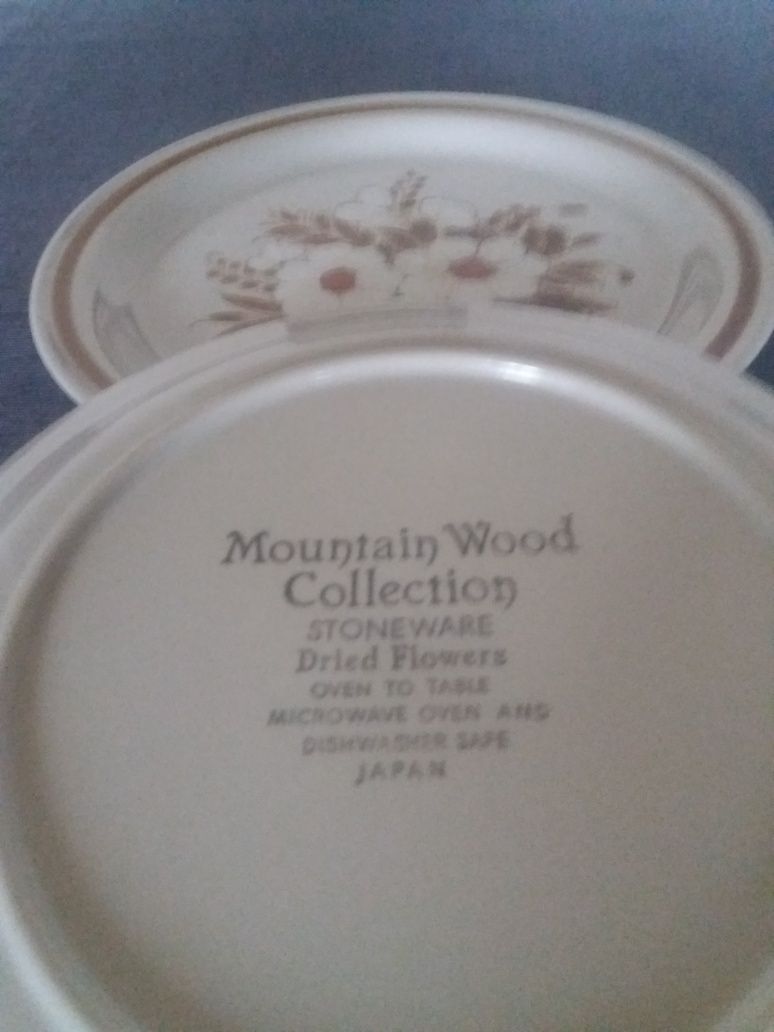 Mountain Wood
Collection
STONEWARE
Dried Flowers
OVEN TO TABLE
MICROWAVE OVEN AND
DISHWASHER SAFE
JAPAN